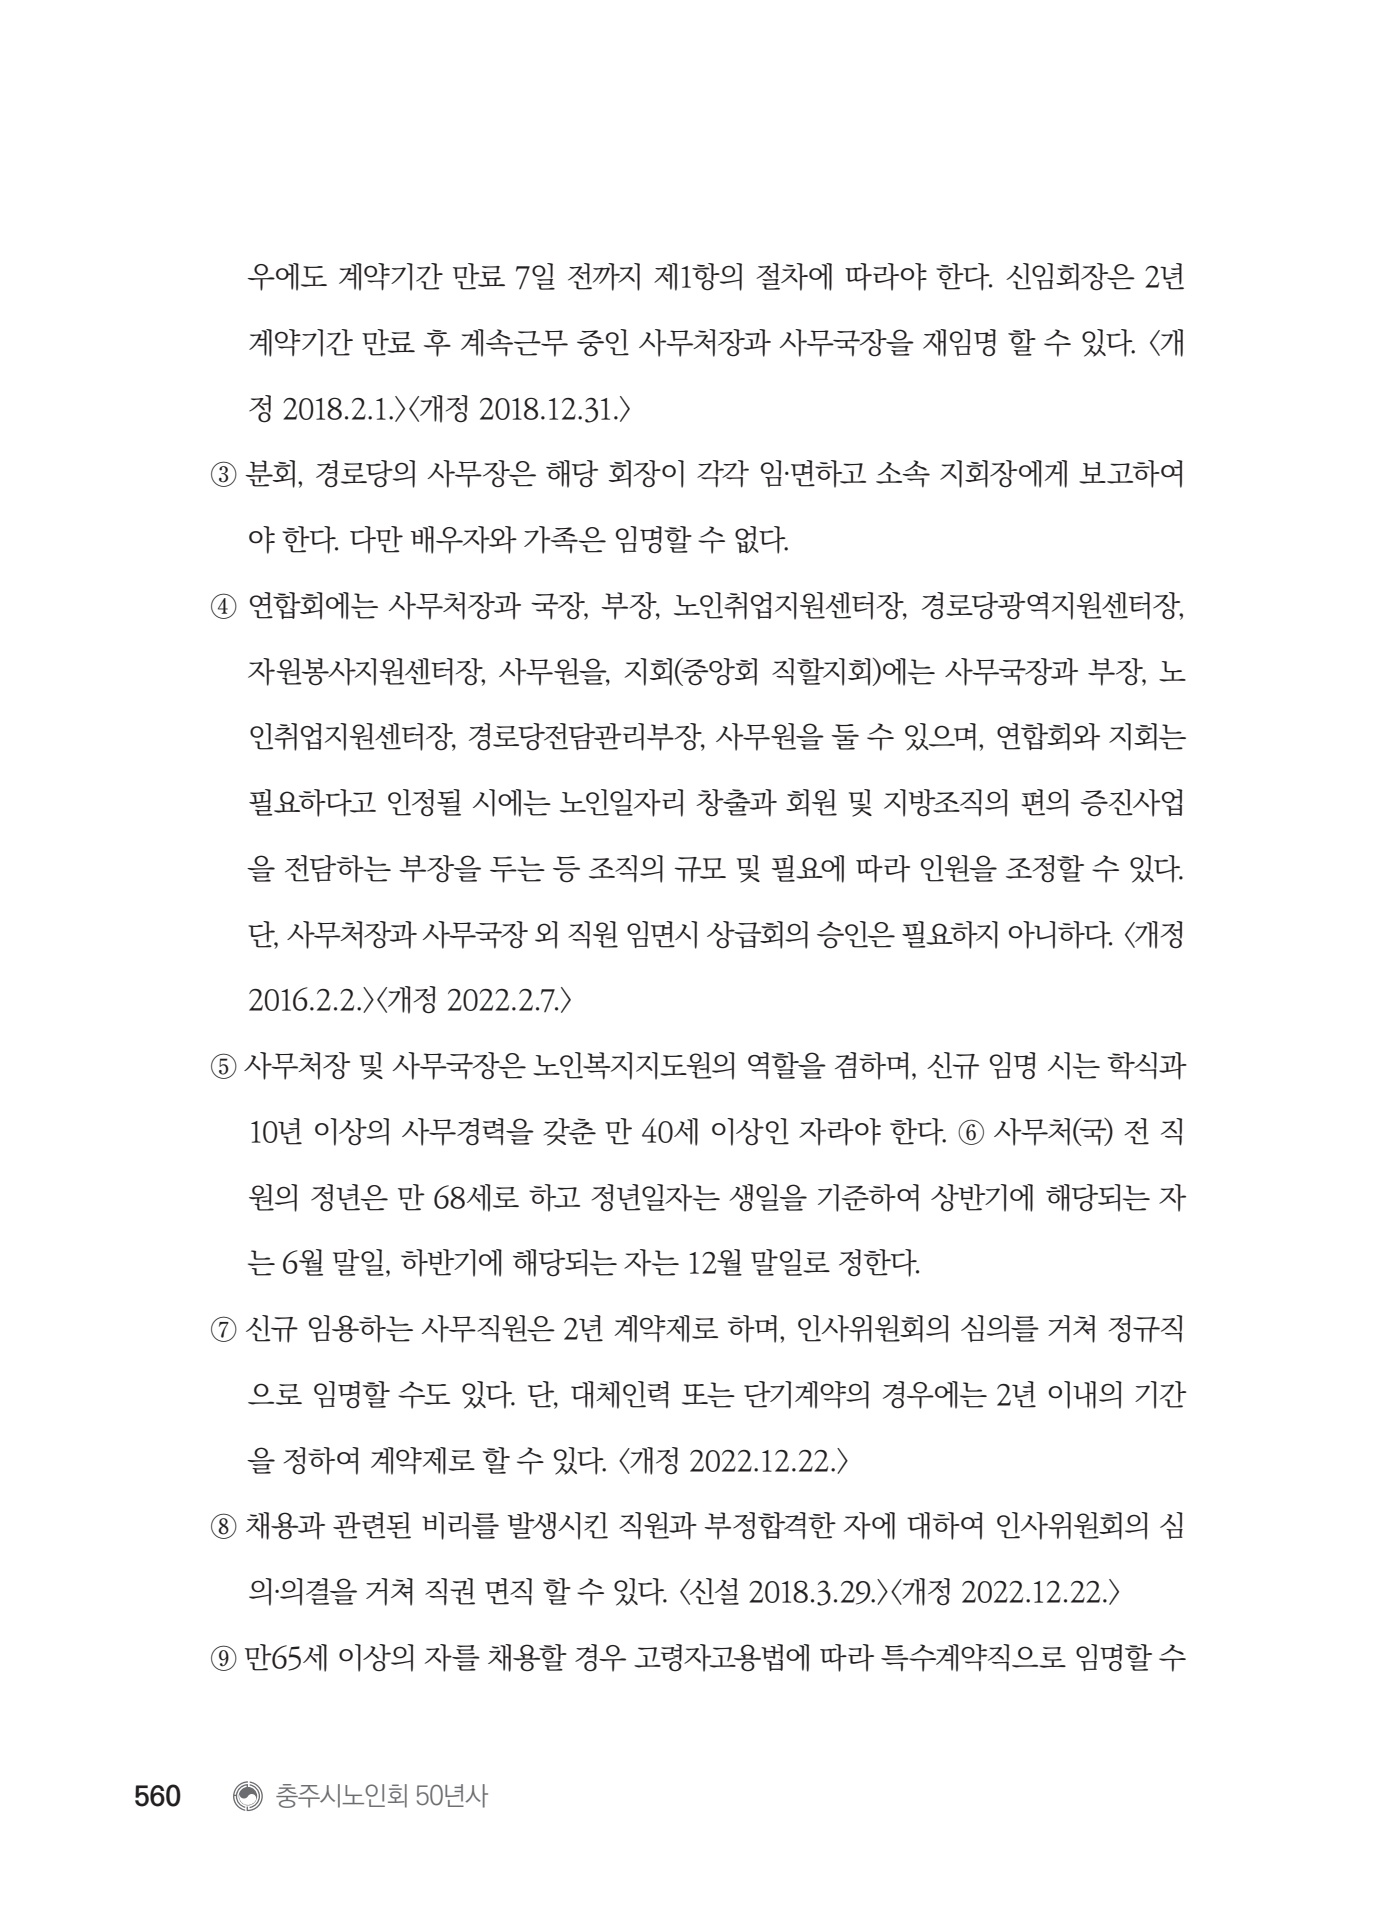 우에도 계약기간 만료 7일 전까지 제1항의 절차에 따라야 한다. 신임회장은 2년
계약기간 만료 후 계속근무 중인 사무처장과 사무국장을 재임명 할 수 있다. 〈개
정 2018.2.1.〉〈개정 2018.12.31.〉
③ 분회, 경로당의 사무장은 해당 회장이 각각 임·면하고 소속 지회장에게 보고하여
야 한다. 다만 배우자와 가족은 임명할 수 없다.
④ 연합회에는 사무처장과 국장, 부장, 노인취업지원센터장, 경로당광역지원센터장,
자원봉사지원센터장, 사무원을, 지회(중앙회 직할지회)에는 사무국장과 부장, 노
인취업지원센터장, 경로당전담관리부장, 사무원을 둘 수 있으며, 연합회와 지회는
필요하다고 인정될 시에는 노인일자리 창출과 회원 및 지방조직의 편의 증진사업
을 전담하는 부장을 두는 등 조직의 규모 및 필요에 따라 인원을 조정할 수 있다.
단, 사무처장과 사무국장 외 직원 임면시 상급회의 승인은 필요하지 아니하다. 〈개정
2016.2.2.〉〈개정 2022.2.7.〉
⑤ 사무처장 및 사무국장은 노인복지지도원의 역할을 겸하며, 신규 임명 시는 학식과
10년 이상의 사무경력을 갖춘 만 40세 이상인 자라야 한다. ⑥ 사무처(국) 전 직
원의 정년은 만 68세로 하고 정년일자는 생일을 기준하여 상반기에 해당되는 자
는 6월 말일, 하반기에 해당되는 자는 12월 말일로 정한다.
⑦ 신규 임용하는 사무직원은 2년 계약제로 하며, 인사위원회의 심의를 거쳐 정규직
으로 임명할 수도 있다. 단, 대체인력 또는 단기계약의 경우에는 2년 이내의 기간
을 정하여 계약제로 할 수 있다. 〈개정 2022.12.22.〉
⑧ 채용과 관련된 비리를 발생시킨 직원과 부정합격한 자에 대하여 인사위원회의 심
의·의결을 거쳐 직권 면직 할 수 있다. 〈신설 2018.3.29.〉〈개정 2022.12.22.〉
⑨ 만65세 이상의 자를 채용할 경우 고령자고용법에 따라 특수계약직으로 임명할 수
560 충주시노인회 50년사